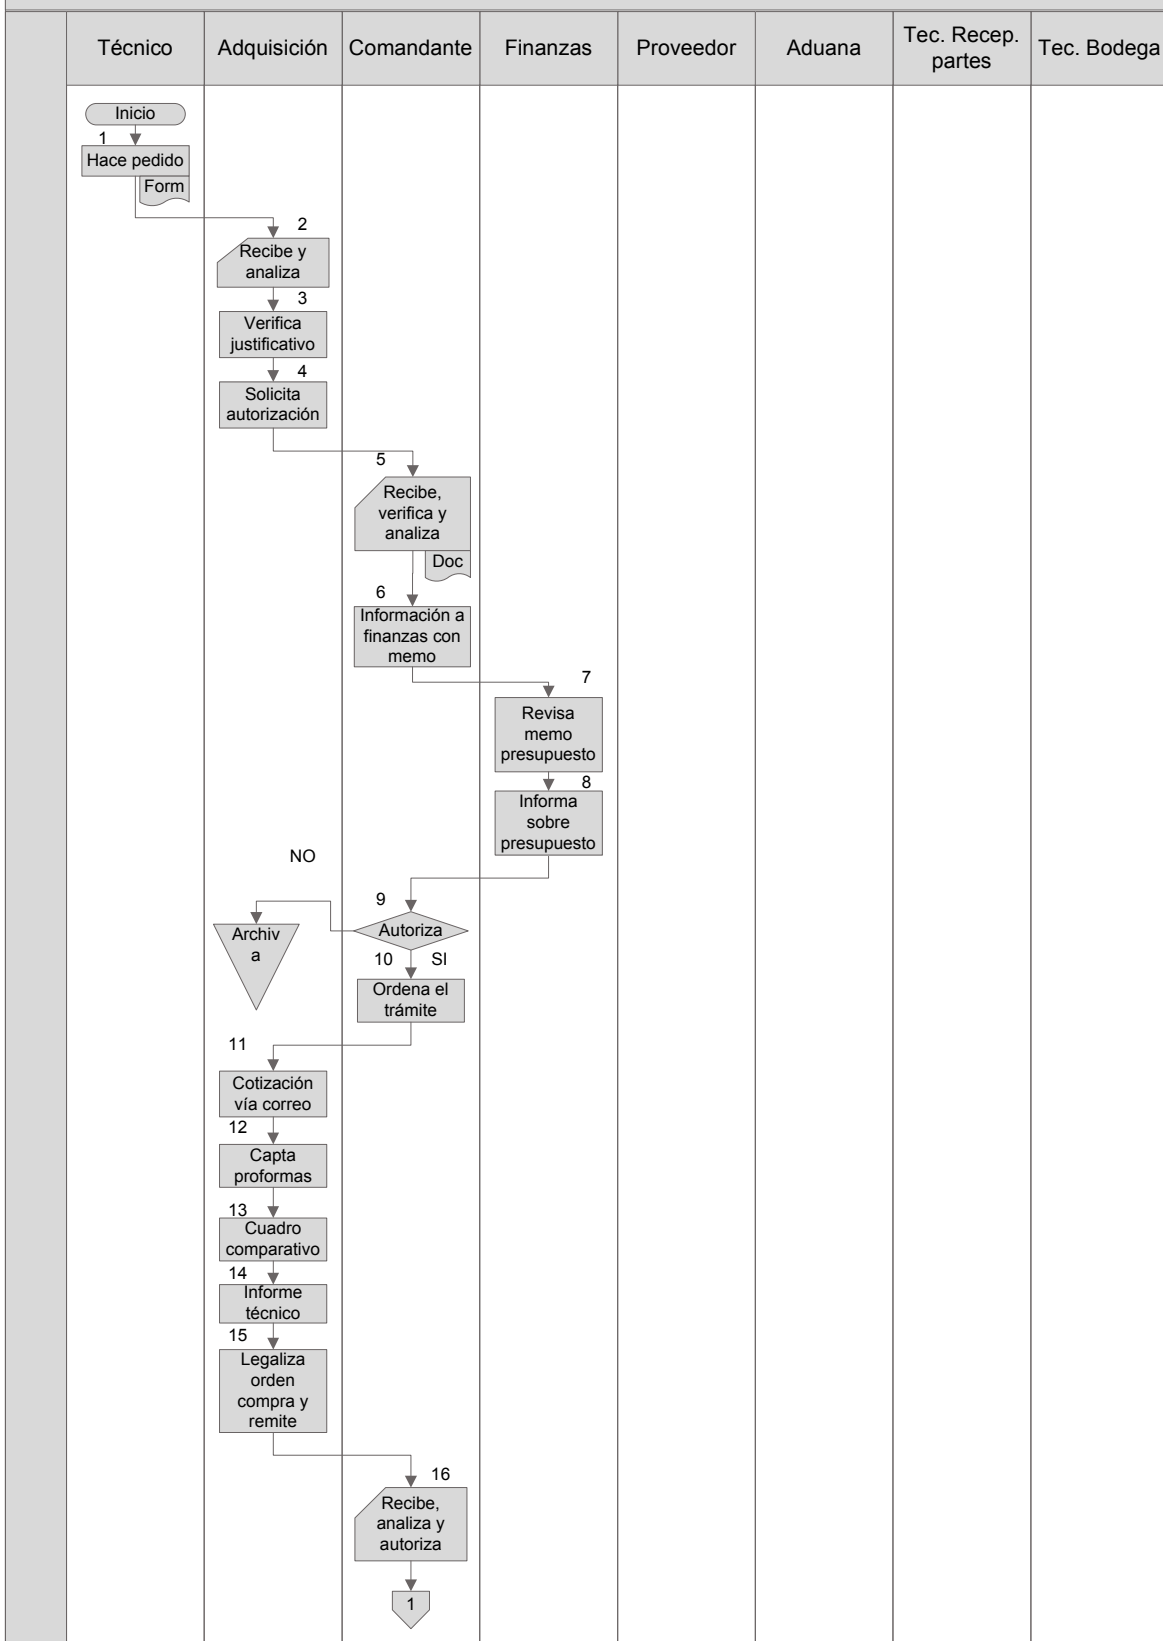 Técnico
Adquisición
Comandante
Finanzas
Proveedor
Aduana
Tec. Recep.
partes
Tec. Bodega
Inicio
1
Hace pedido
Form
2
Recibe y
analiza
3
Verifica
justificativo
4
Solicita
autorización
5
Recibe,
verifica y
analiza
Doc
6
Información a
finanzas con
memo
7
Revisa
memo
presupuesto
8
Informa
sobre
presupuesto
NO
9
Autoriza
Archiv
a
10
SI
Ordena el
trámite
11
Cotización
vía correo
12
Capta
proformas
13
Cuadro
comparativo
14
Informe
técnico
15
Legaliza
orden
compra y
remite
16
Recibe,
analiza y
autoriza
1